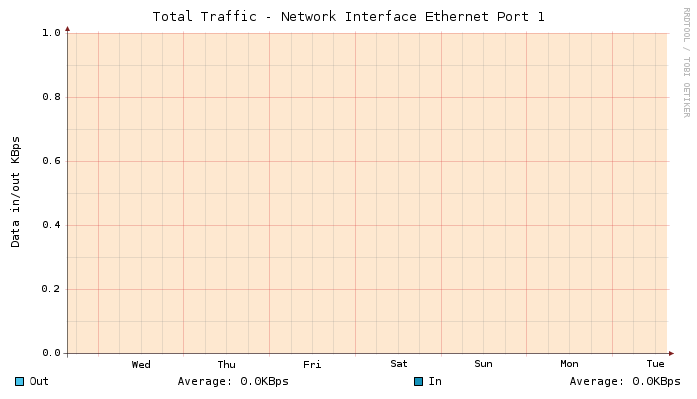 Total Traffic - Network Interface Ethernet Port 1
RRDTOOL / TOBI OETIKER
Data in/out KBps
1.0
0.8
0.6
0.4
0.2
0.0
Wed Thu Fri Sat Sun Mon Tue
Out Average: 0.0KBps In Average: 0.0KBps